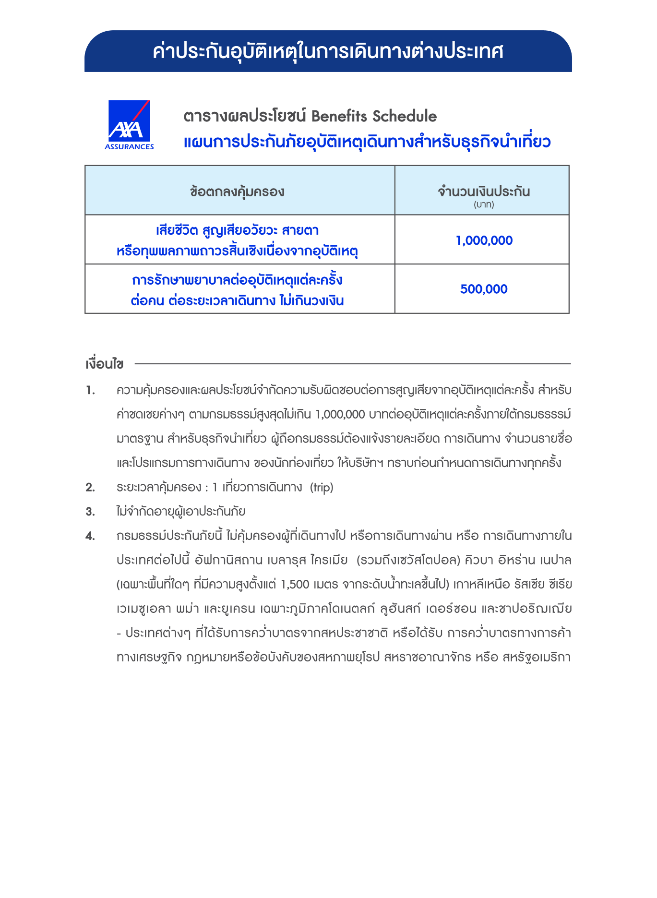 ค่าประกันอุบัติเหตุในการเดินทางต่างประเทศ
AXA
ASSURANCES
ตารางผลประโยชน์ Benefits Schedule
แผนการประกันภัยอุบัติเหตุเดินทางสำหรับธุรกิจนำเที่ยว
ข้อตกลงคุ้มครอง
จำนวนเงินประกัน
(บาท)
เสียชีวิต สูญเสียอวัยวะ สายตา
หรือทุพพลภาพถาวรสิ้นเชิงเนื่องจากอุบัติเหตุ
1,000,000
การรักษาพยาบาลต่ออุบัติเหตุแต่ละครั้ง
ต่อคน ต่อระยะเวลาเดินทาง ไม่เกินวงเงิน
500,000
เงื่อนไข
1. ความคุ้มครองและผลประโยชน์จำกัดความรับผิดชอบต่อการสูญเสียจากอุบัติเหตุแต่ละครั้ง สำหรับ
ค่าชดเชยค่างๆ ตามกรมธรรม์สูงสุดไม่เกิน 1,000,000 บาทต่ออุบัติเหตุแต่ละครั้งภายใต้กรมธรรรม์
มาตรฐาน สำหรับธุรกิจนำเที่ยว ผู้ถือกรมธรรม์ต้องแจ้งรายละเอียด การเดินทาง จำนวนรายชื่อ
และโปรแกรมการทางเดินทาง ของนักท่องเที่ยว ให้บริษัทฯ ทราบก่อนกำหนดการเดินทางทุกครั้ง
2. ระยะเวลาคุ้มครอง : 1 เที่ยวการเดินทาง (trip)
3. ไม่จำกัดอายุผู้เอาประกันภัย
4. กรมธรรม์ประกันภัยนี้ ไม่คุ้มครองผู้ที่เดินทางไป หรือการเดินทางผ่าน หรือ การเดินทางภายใน
ประเทศต่อไปนี้ อัฟกานิสถาน เบลารุส ไครเมีย (รวมถึงเซวัสโตปอล) คิวบา อิหร่าน เนปาล
(เฉพาะพื้นที่ใดๆ ที่มีความสูงตั้งแต่ 1,500 เมตร จากระดับน้ำทะเลขึ้นไป) เกาหลีเหนือ รัสเซีย ซีเรีย
เวเนซูเอลา พม่า และยูเครน เฉพาะภูมิภาคโดเนตสก์ ลูฮันสก์ เคอร์ซอน และซาปอริฌเฌีย
- ประเทศต่างๆ ที่ได้รับการคว่ำบาตรจากสหประชาชาติ หรือได้รับ การคว่ำบาตรทางการค้า
ทางเศรษฐกิจ กฎหมายหรือข้อบังคับของสหภาพยุโรป สหราชอาณาจักร หรือ สหรัฐอเมริกา